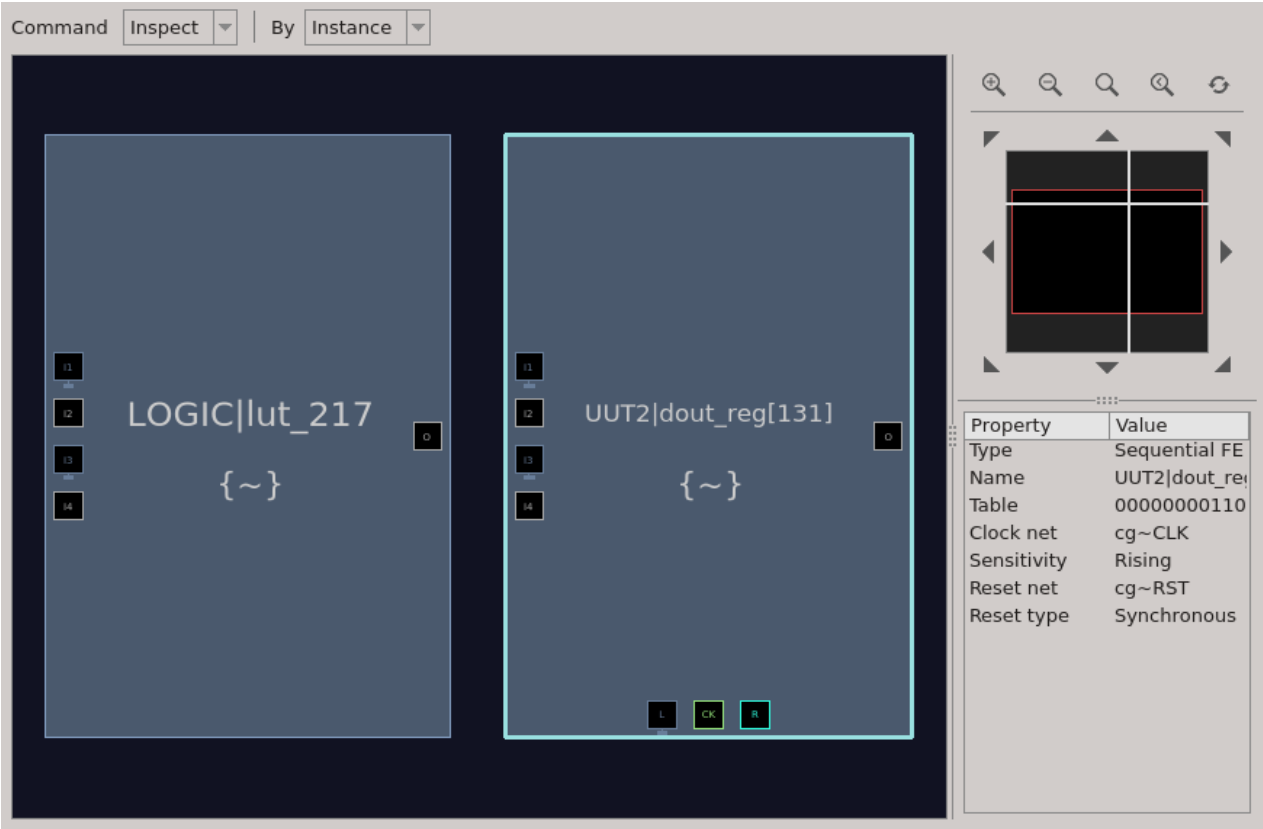 Command Inspect By Instance
I1 I1
I2 LOGIC|lut_217 I2 UUT2|dout_reg[131]
O O
I3 I3
{~} {~}
I4 I4
L CK R
Property Value
Type Sequential FE
Name UUT2|dout_re
Table 00000000110
Clock net cg~CLK
Sensitivity Rising
Reset net cg~RST
Reset type Synchronous